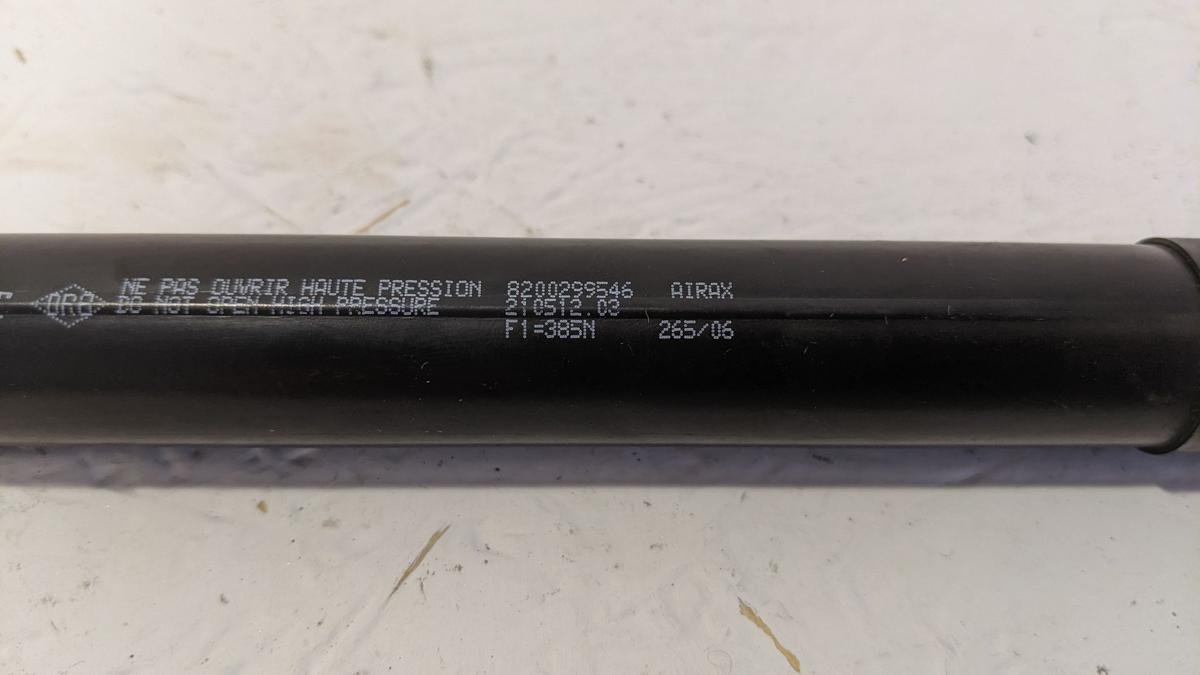 NE PAS OUVRIR HAUTE PRESSION 8200299546 AIRAX
DO NOT OPEN HIGH PRESSURE 210512.03
F1=385N 265/06